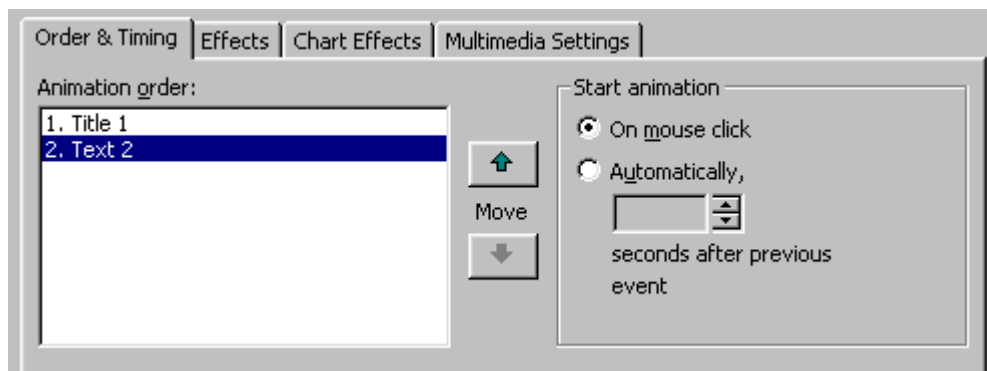 Order & Timing Effects Chart Effects Multimedia Settings
Animation order:
1. Title 1
2. Text 2
Move
Start animation
On mouse click
Automatically,
seconds after previous
event